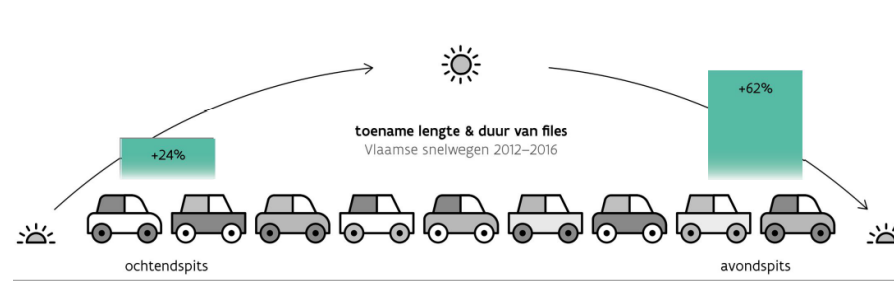 +62%
toename lengte & duur van files
Vlaamse snelwegen 2012–2016
+24%
ochtendspits
avondspits